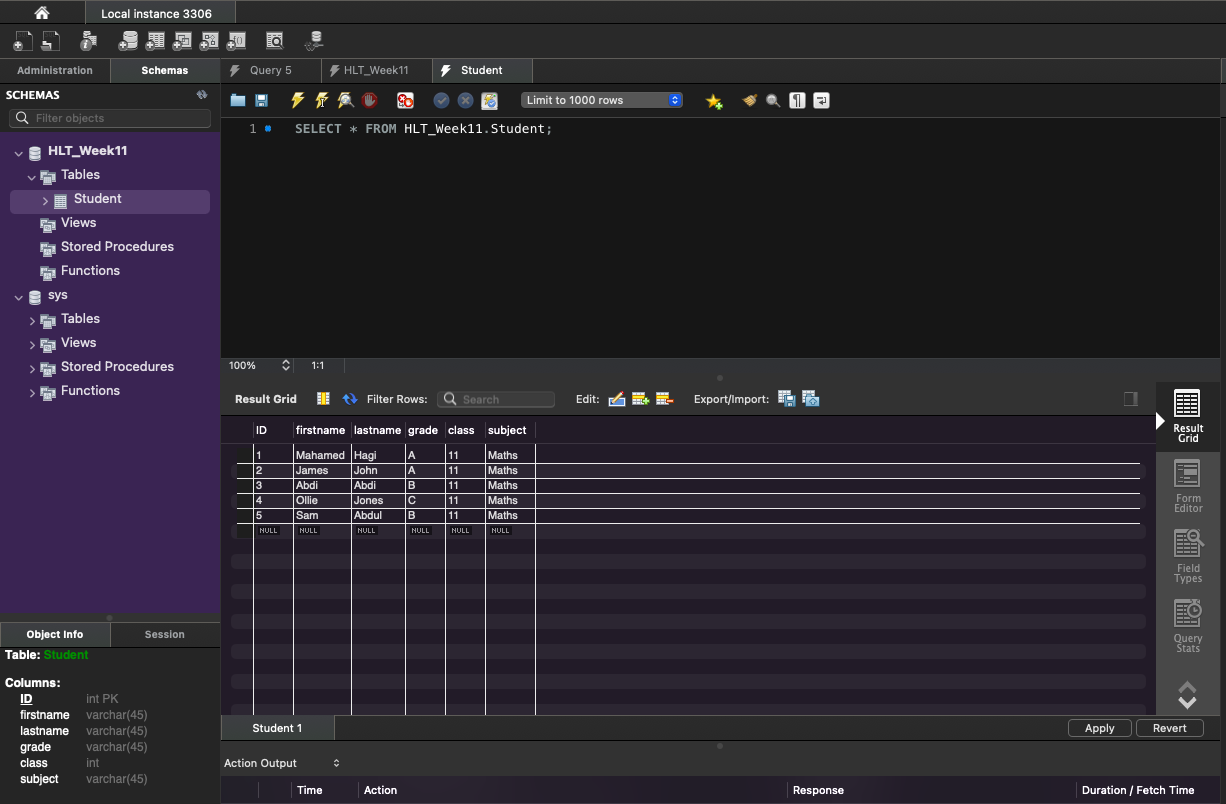 Local instance 3306
Administration Schemas Query 5 HLT_Week11 Student
SCHEMAS
Limit to 1000 rows
Filter objects
1 SELECT * FROM HLT_Week11.Student;
HLT_Week11
Tables
Student
Views
Stored Procedures
Functions
sys
Tables
Views
Stored Procedures
Functions
100% 1:1
Result Grid Filter Rows: Search Edit: Export/Import:
ID firstname lastname grade class subject
1 Mahamed Hagi A 11 Maths
2 James John A 11 Maths
3 Abdi Abdi B 11 Maths
4 Ollie Jones C 11 Maths
5 Sam Abdul B 11 Maths
NULL NULL NULL NULL NULL NULL
Result
Grid
Form
Editor
Field
Types
Query
Stats
Object Info Session
Table: Student
Columns:
ID int PK
firstname varchar(45)
lastname varchar(45)
grade varchar(45)
class int
subject varchar(45)
Student 1 Apply Revert
Action Output
Time Action Response Duration / Fetch Time